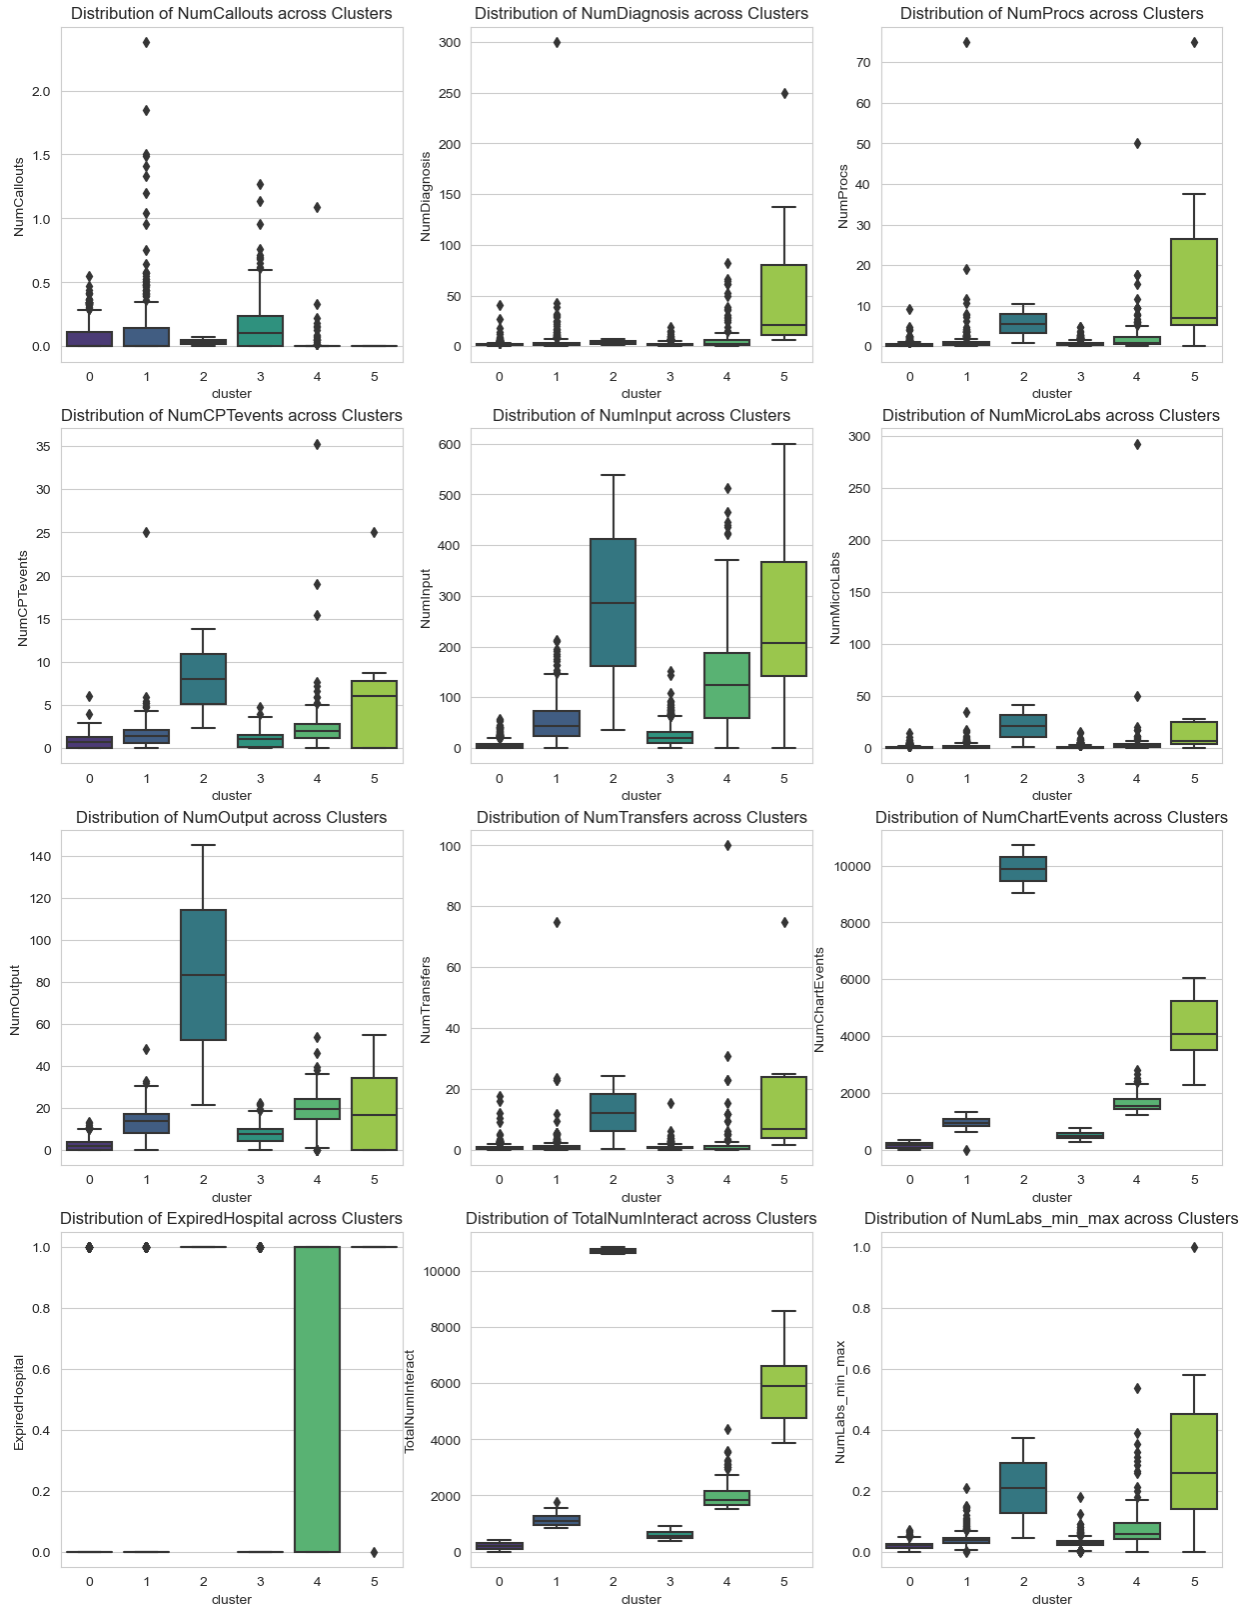 Distribution of NumCallouts across Clusters
NumCallouts
2.0
1.5
1.0
0.5
0.0
0 1 2 3 4 5
cluster
Distribution of NumDiagnosis across Clusters
NumDiagnosis
300
250
200
150
100
50
0
0 1 2 3 4 5
cluster
Distribution of NumProcs across Clusters
NumProcs
70
60
50
40
30
20
10
0
0 1 2 3 4 5
cluster
Distribution of NumCPTevents across Clusters
NumCPTevents
35
30
25
20
15
10
5
0
0 1 2 3 4 5
cluster
Distribution of NumInput across Clusters
NumInput
600
500
400
300
200
100
0
0 1 2 3 4 5
cluster
Distribution of NumMicroLabs across Clusters
NumMicroLabs
300
250
200
150
100
50
0
0 1 2 3 4 5
cluster
Distribution of NumOutput across Clusters
NumOutput
140
120
100
80
60
40
20
0
0 1 2 3 4 5
cluster
Distribution of NumTransfers across Clusters
NumTransfers
100
80
60
40
20
0
0 1 2 3 4 5
cluster
Distribution of NumChartEvents across Clusters
NumChartEvents
10000
8000
6000
4000
2000
0
0 1 2 3 4 5
cluster
Distribution of ExpiredHospital across Clusters
ExpiredHospital
1.0
0.8
0.6
0.4
0.2
0.0
0 1 2 3 4 5
cluster
Distribution of TotalNumInteract across Clusters
TotalNumInteract
10000
8000
6000
4000
2000
0
0 1 2 3 4 5
cluster
Distribution of NumLabs_min_max across Clusters
NumLabs_min_max
1.0
0.8
0.6
0.4
0.2
0.0
0 1 2 3 4 5
cluster